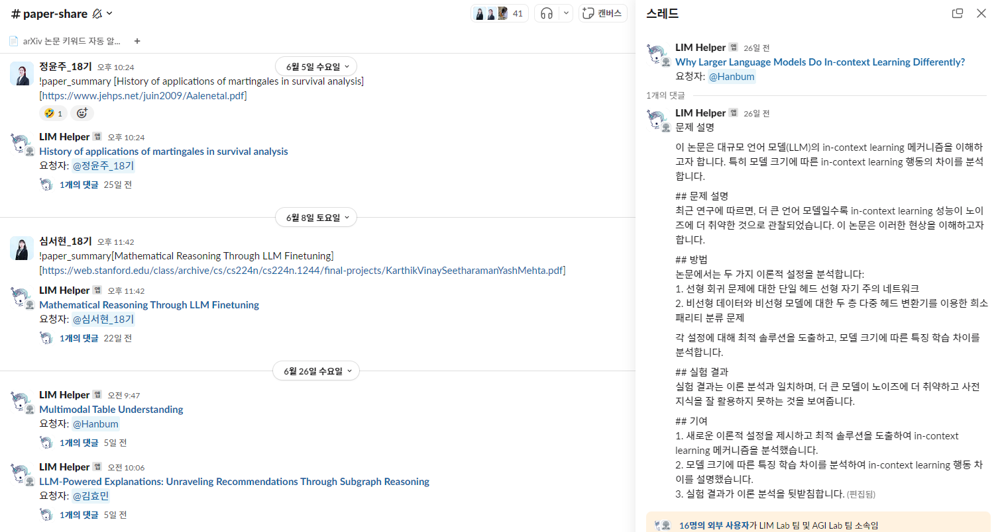 # paper-share
41
캔버스
arXiv 논문 키워드 자동 알...
+
6월 5일 수요일
정윤주_18기 오후 10:24
!paper_summary [History of applications of martingales in survival analysis]
[https://www.jehps.net/juin2009/Aalenetal.pdf]
1
LIM Helper 앱 오후 10:24
History of applications of martingales in survival analysis
요청자: @정윤주_18기
1개의 댓글 25일 전
6월 8일 토요일
심서현_18기 오후 11:42
!paper_summary[Mathematical Reasoning Through LLM Finetuning]
[https://web.stanford.edu/class/archive/cs/cs224n/cs224n.1244/final-projects/KarthikVinaySeetharamanYashMehta.pdf]
LIM Helper 앱 오후 11:42
Mathematical Reasoning Through LLM Finetuning
요청자: @심서현_18기
1개의 댓글 22일 전
6월 26일 수요일
LIM Helper 앱 오전 9:47
Multimodal Table Understanding
요청자: @Hanbum
1개의 댓글 5일 전
LIM Helper 앱 오전 10:06
LLM-Powered Explanations: Unraveling Recommendations Through Subgraph Reasoning
요청자: @김효민
1개의 댓글 5일 전
스레드
LIM Helper 앱 26일 전
Why Larger Language Models Do In-context Learning Differently?
요청자: @Hanbum
1개의 댓글
LIM Helper 앱 26일 전
문제 설명
이 논문은 대규모 언어 모델(LLM)의 in-context learning 메커니즘을 이해하
고자 합니다. 특히 모델 크기에 따른 in-context learning 행동의 차이를 분석
합니다.
## 문제 설명
최근 연구에 따르면, 더 큰 언어 모델일수록 in-context learning 성능이 노이
즈에 더 취약한 것으로 관찰되었습니다. 이 논문은 이러한 현상을 이해하고자
합니다.
## 방법
논문에서는 두 가지 이론적 설정을 분석합니다:
1. 선형 회귀 문제에 대한 단일 헤드 선형 자기 주의 네트워크
2. 비선형 데이터와 비선형 모델에 대한 두 층 다중 헤드 변환기를 이용한 희소
패리티 분류 문제
각 설정에 대해 최적 솔루션을 도출하고, 모델 크기에 따른 특징 학습 차이를
분석합니다.
## 실험 결과
실험 결과는 이론 분석과 일치하며, 더 큰 모델이 노이즈에 더 취약하고 사전
지식을 잘 활용하지 못하는 것을 보여줍니다.
## 기여
1. 새로운 이론적 설정을 제시하고 최적 솔루션을 도출하여 in-context
learning 메커니즘을 분석했습니다.
2. 모델 크기에 따른 특징 학습 차이를 분석하여 in-context learning 행동 차
이를 설명했습니다.
3. 실험 결과가 이론 분석을 뒷받침합니다. (편집됨)
16명의 외부 사용자가 LIM Lab 팀 및 AGI Lab 팀 소속임